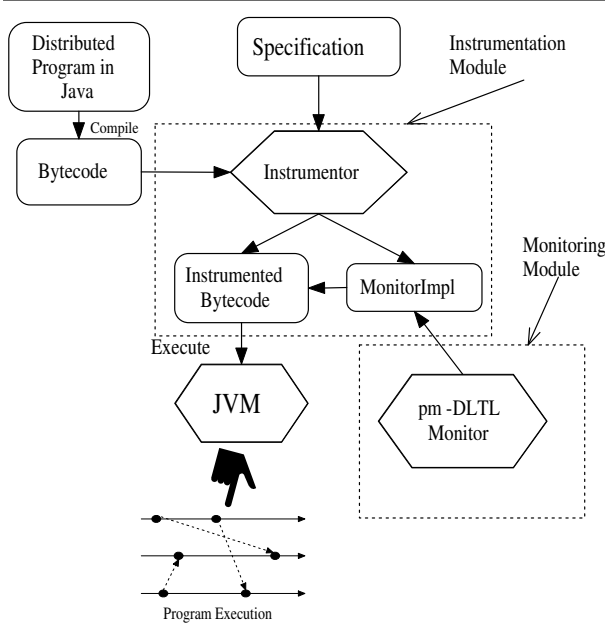 Distributed
Program in
Java
Specification
Instrumentation
Module
Compile
Bytecode
Instrumentor
Instrumented
Bytecode
MonitorImpl
Monitoring
Module
Execute
JVM
pm -DLTL
Monitor
Program Execution